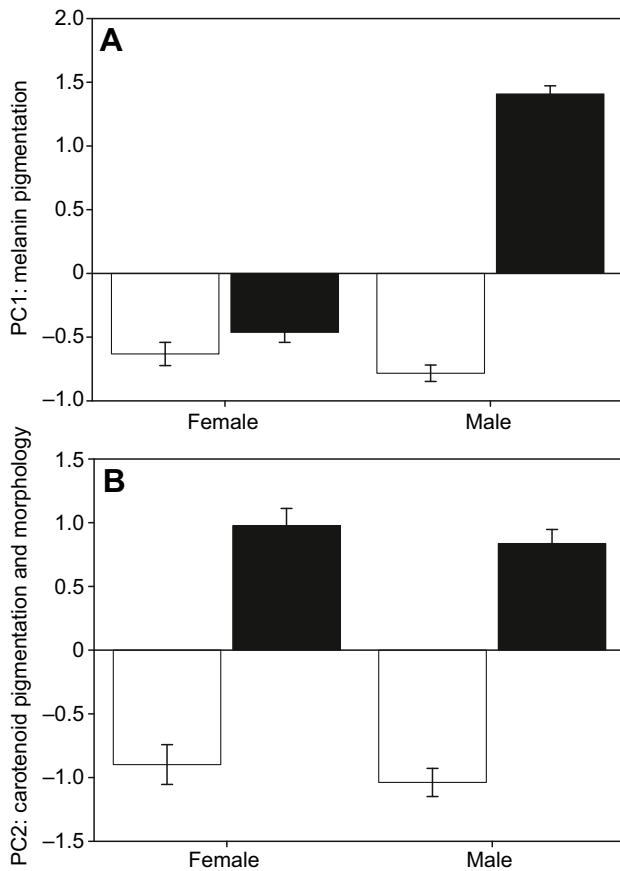 A
PC1: melanin pigmentation
2.0
1.5
1.0
0.5
0
–0.5
–1.0
Female Male
B
PC2: carotenoid pigmentation and morphology
1.5
1.0
0.5
0
–0.5
–1.0
–1.5
Female Male